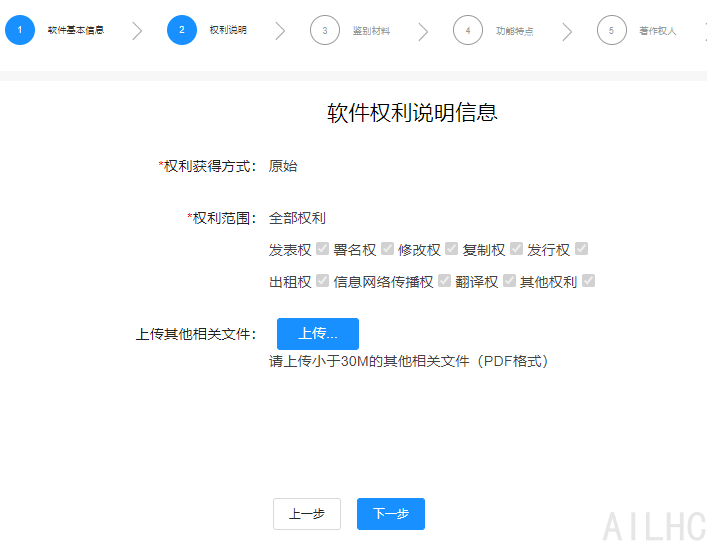 1 软件基本信息 2 权利说明 3 鉴别材料 4 功能特点 5 著作权人
软件权利说明信息
*权利获得方式： 原始
*权利范围： 全部权利
发表权 署名权 修改权 复制权 发行权
出租权 信息网络传播权 翻译权 其他权利
上传其他相关文件： 上传...
请上传小于30M的其他相关文件（PDF格式）
上一步 下一步
AILHC